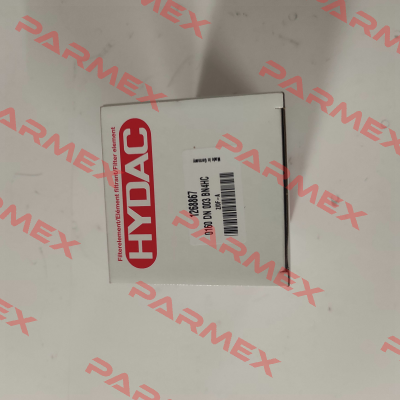 HYDAC
Filterelement/Elément filtrant/Filter element
1268867
0160 DN 003 BN4HC
Made in Germany
PARMEX
PARMEX
PARMEX
PARMEX
PARMEX
PARMEX
PARMEX
PARMEX